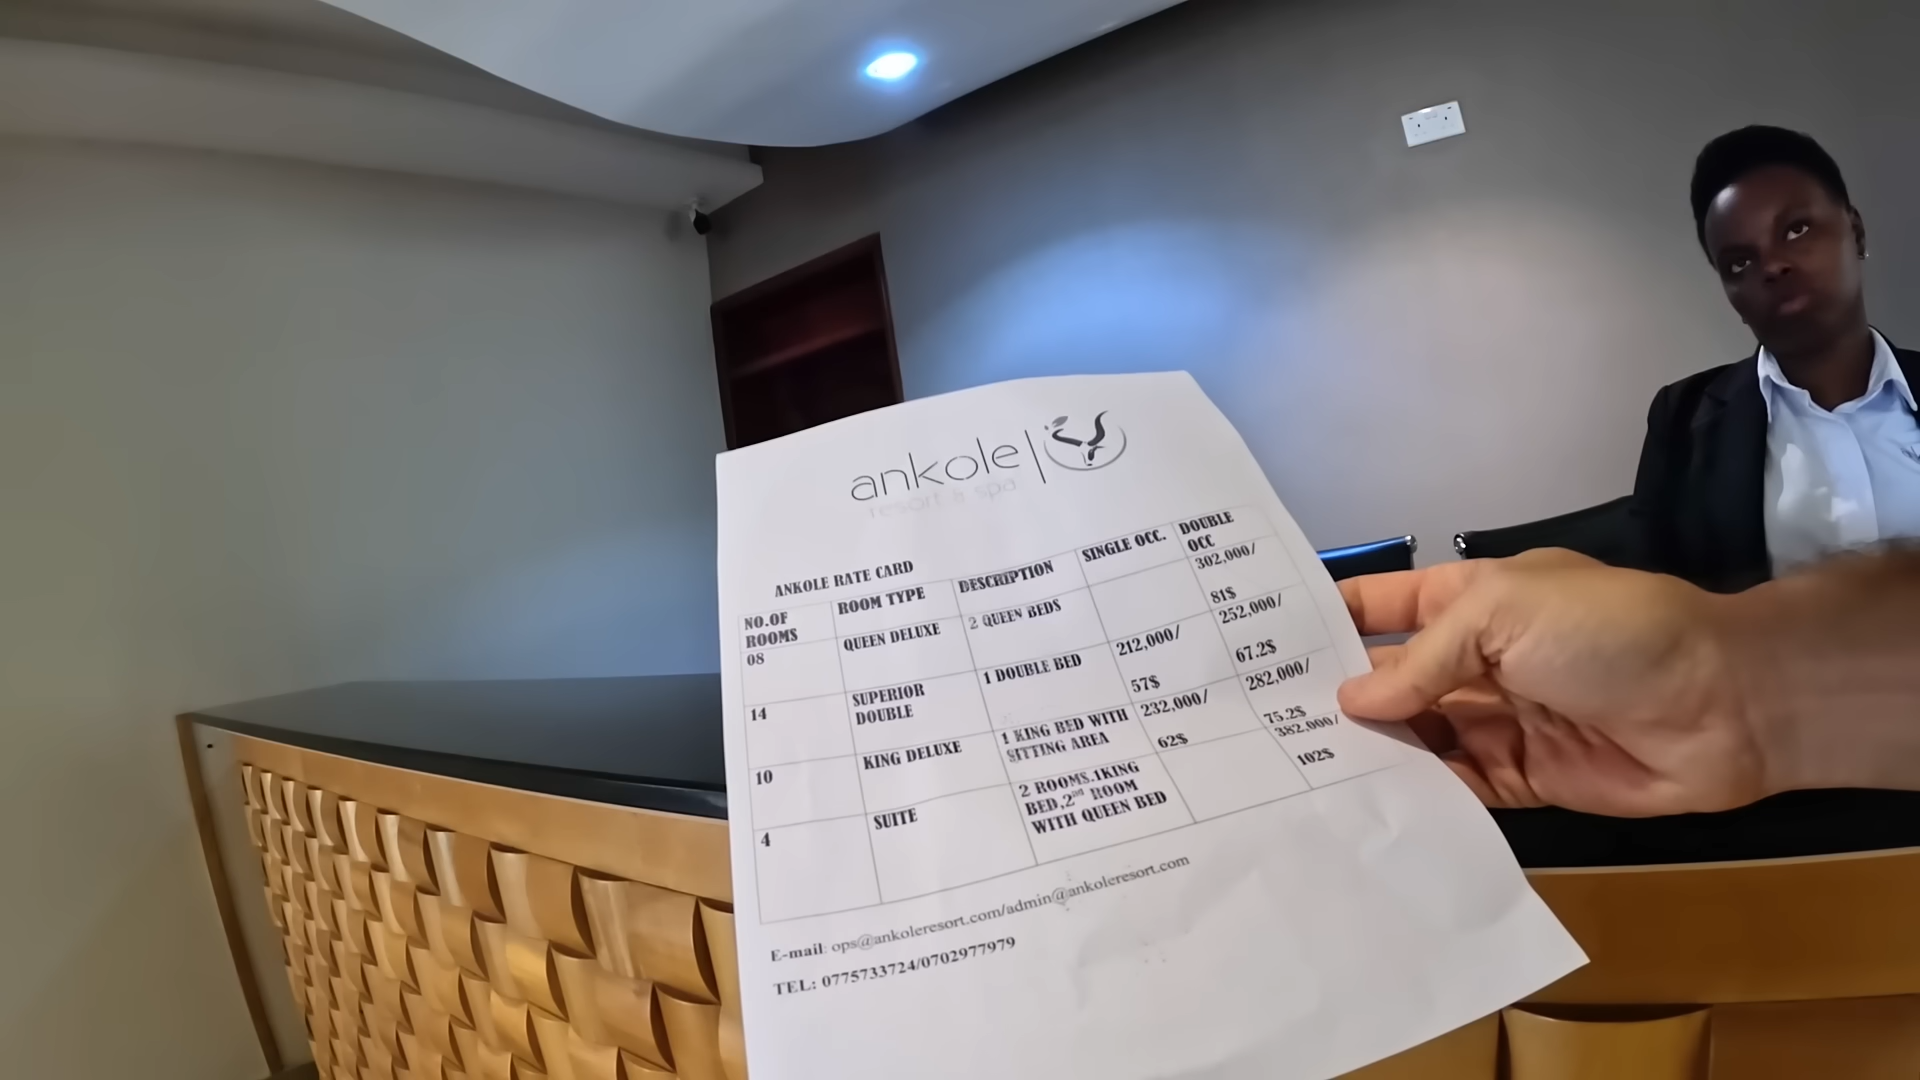 ankole
resort & spa
ANKOLE RATE CARD
NO.OF ROOMS ROOM TYPE DESCRIPTION SINGLE OCC. DOUBLE OCC
08 QUEEN DELUXE 2 QUEEN BEDS 302,000/ 81$
14 SUPERIOR DOUBLE 1 DOUBLE BED 212,000/ 57$ 252,000/ 67.2$
10 KING DELUXE 1 KING BED WITH SITTING AREA 232,000/ 62$ 282,000/ 75.2$
4 SUITE 2 ROOMS.1KING BED,2ND ROOM WITH QUEEN BED 382,000/ 102$
E-mail: ops@ankoleresort.com/admin@ankoleresort.com
TEL: 0775733724/0702977979